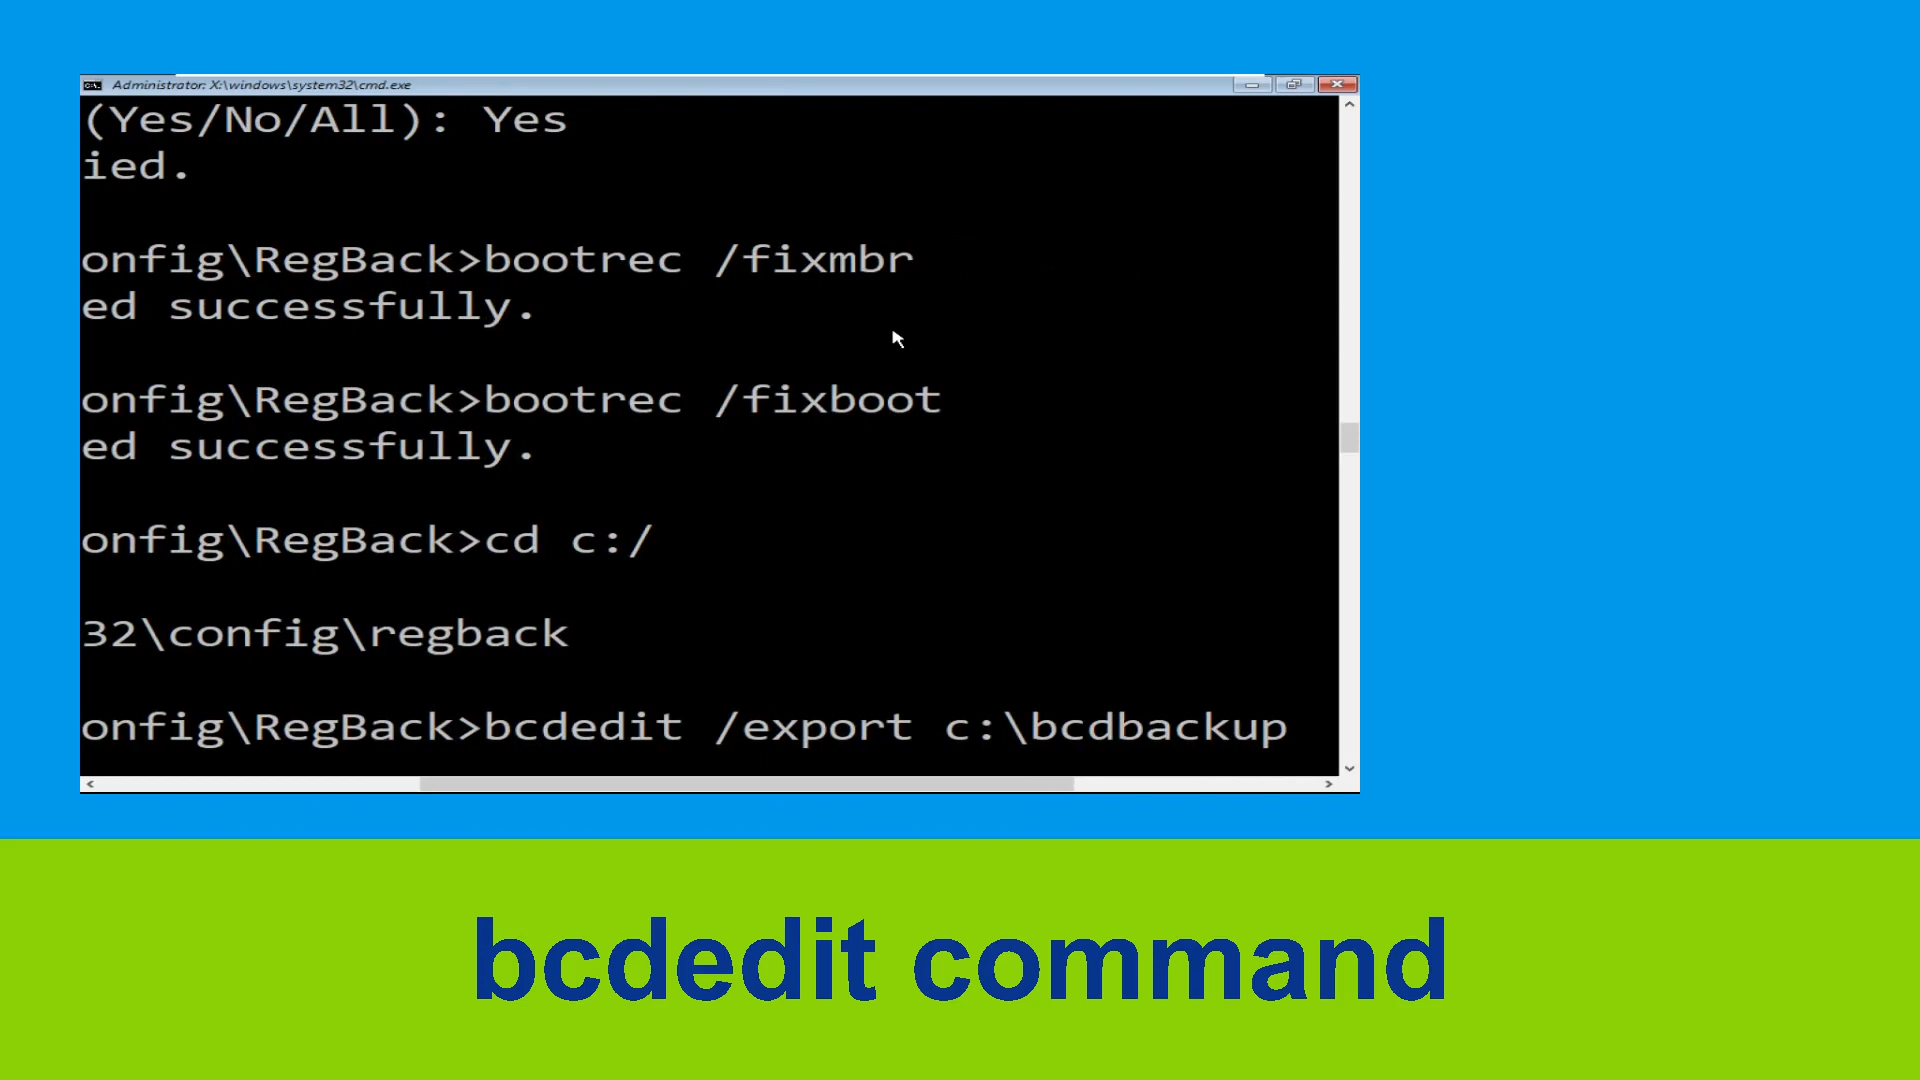 Administrator: X:\windows\system32\cmd.exe
(Yes/No/All): Yes
ied.
onfig\RegBack>bootrec /fixmbr
ed successfully.
onfig\RegBack>bootrec /fixboot
ed successfully.
onfig\RegBack>cd c:/
32\config\regback
onfig\RegBack>bcdedit /export c:\bcdbackup
bcdedit command